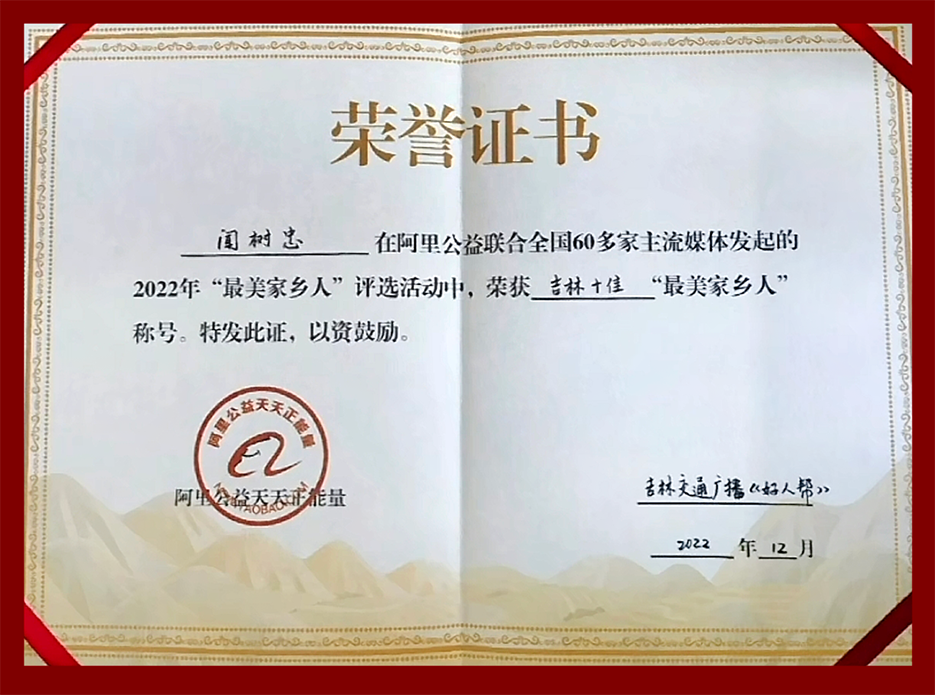 荣誉证书
闫树忠 在阿里公益联合全国60多家主流媒体发起的
2022年“最美家乡人”评选活动中，荣获 吉林十佳 “最美家乡人”
称号。特发此证，以资鼓励。
阿里公益天天正能量
阿里公益天天正能量
吉林交通广播《好人帮》
2022 年 12 月